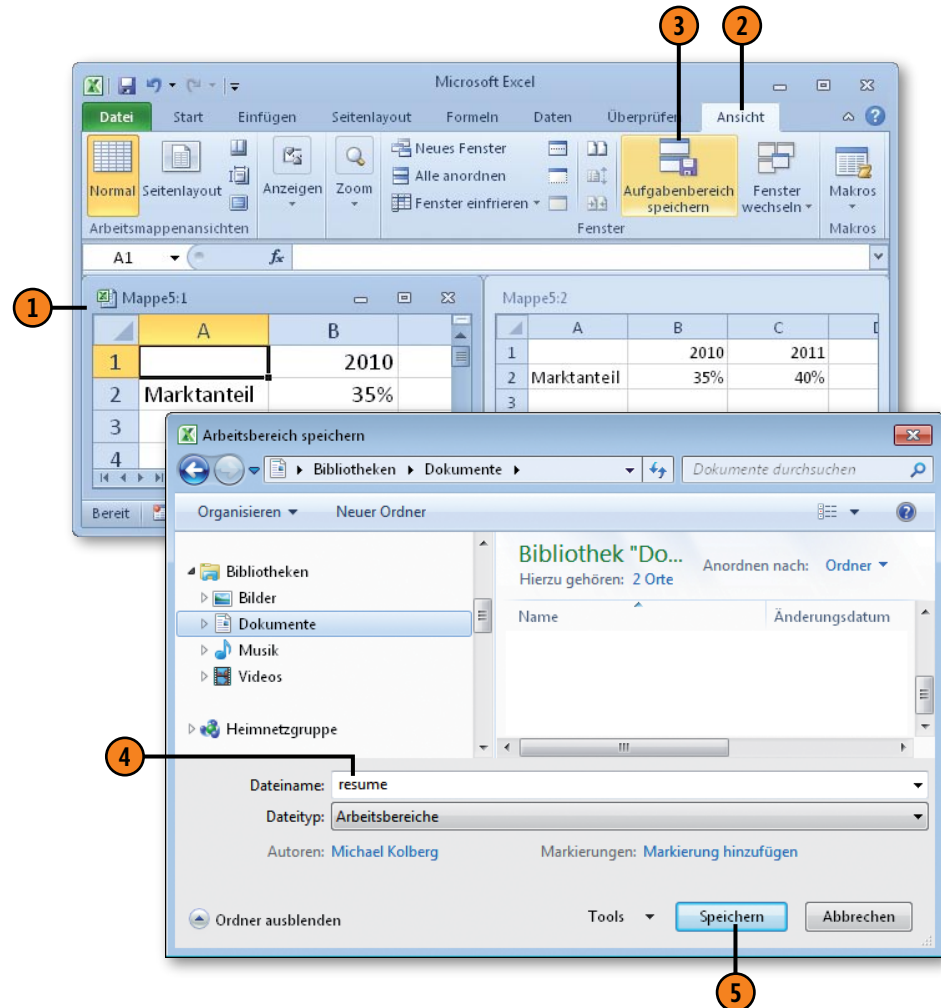 3
2
Microsoft Excel
Datei Start Einfügen Seitenlayout Formeln Daten Überprüfen Ansicht
Normal Seitenlayout Anzeigen Zoom
Neues Fenster
Alle anordnen
Fenster einfrieren
Aufgabenbereich speichern
Fenster wechseln
Makros
Arbeitsmappenansichten Fenster Makros
A1 fx
1
Mappe5:1
A B
1 2010
2 Marktanteil 35%
3
4
Bereit
Mappe5:2
A B C
1 2010 2011
2 Marktanteil 35% 40%
3
Arbeitsbereich speichern
Bibliotheken Dokumente
Dokumente durchsuchen
Organisieren Neuer Ordner
Bibliotheken
Bilder
Dokumente
Musik
Videos
Heimnetzgruppe
Bibliothek "Do...
Hierzu gehören: 2 Orte
Anordnen nach: Ordner
Name Änderungsdatum
4
Dateiname: resume
Dateityp: Arbeitsbereiche
Autoren: Michael Kolberg Markierungen: Markierung hinzufügen
Ordner ausblenden Tools Speichern Abbrechen
5